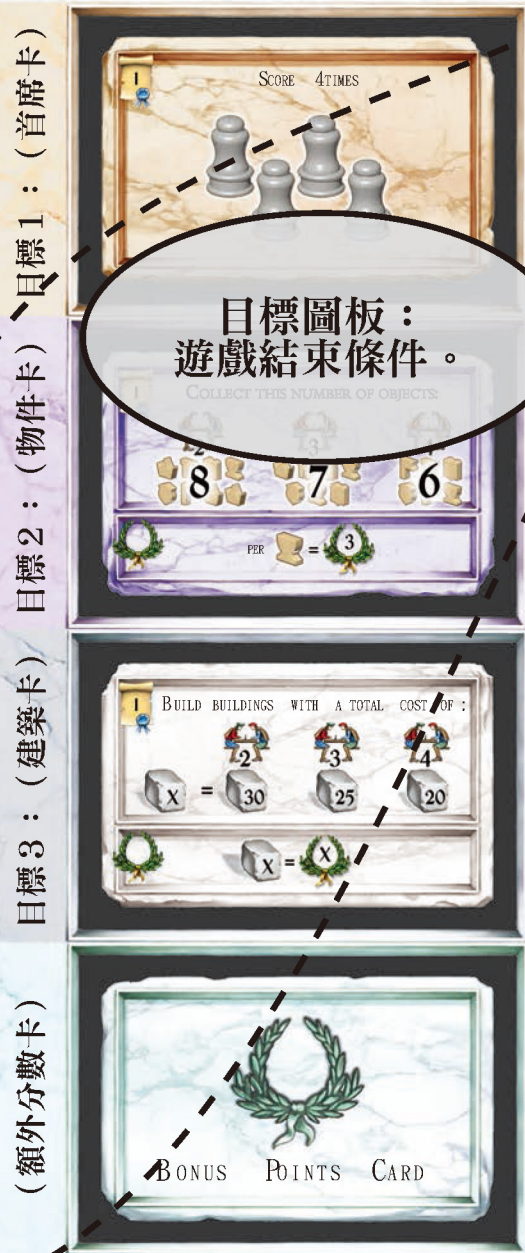 目標1：（首席卡）
I
SCORE 4TIMES
目標圖板：
遊戲結束條件。
目標2：（物件卡）
I
COLLECT THIS NUMBER OF OBJECTS:
2 3 4
8 7 6
PER = 3
目標3：（建築卡）
I
BUILD BUILDINGS WITH A TOTAL COST OF :
2 3 4
X = 30 25 20
X = X
（額外分數卡）
BONUS POINTS CARD